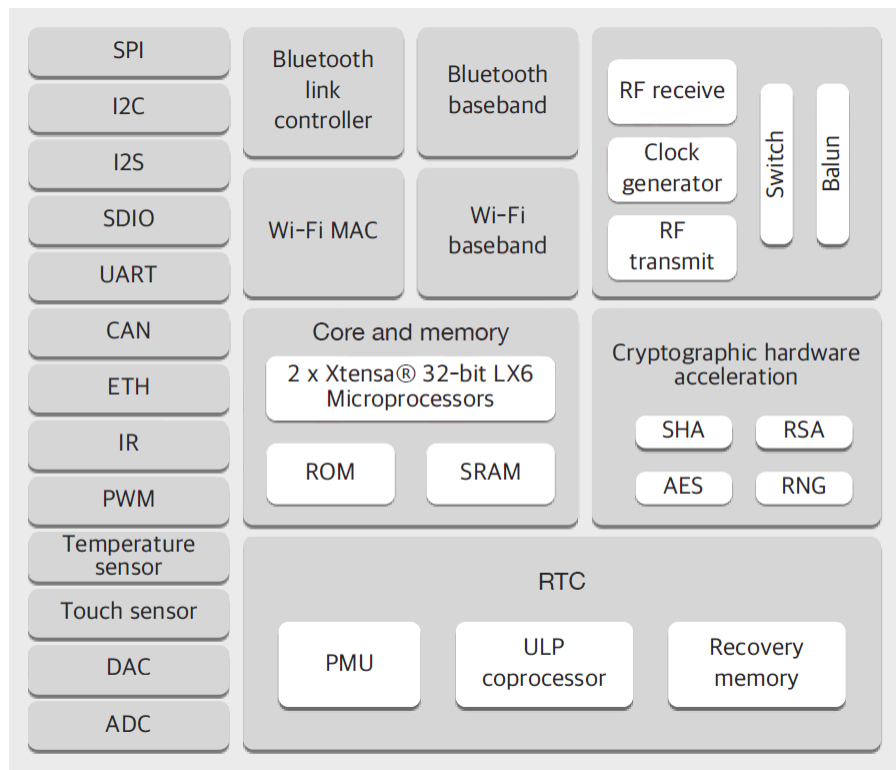 SPI
I2C
I2S
SDIO
UART
CAN
ETH
IR
PWM
Temperature
sensor
Touch sensor
DAC
ADC
Bluetooth
link
controller
Bluetooth
baseband
Wi-Fi MAC
Wi-Fi
baseband
RF receive
Clock
generator
RF
transmit
Switch
Balun
Core and memory
2 x Xtensa® 32-bit LX6
Microprocessors
ROM
SRAM
Cryptographic hardware
acceleration
SHA
RSA
AES
RNG
RTC
PMU
ULP
coprocessor
Recovery
memory